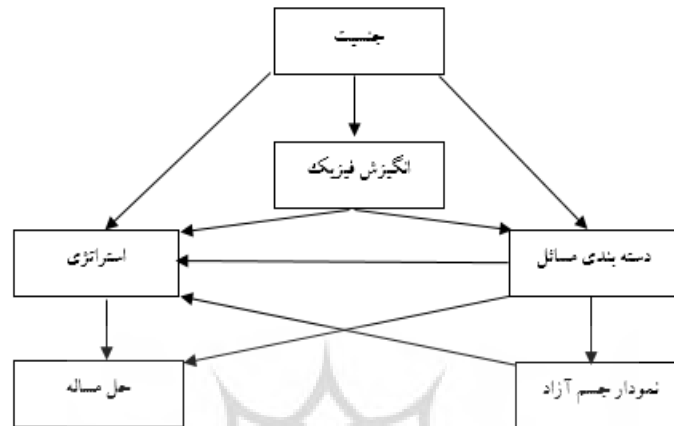 جنسیت
انگیزش فیزیک
دسته بندی مسائل
استراتژی
نمودار جسم آزاد
حل مساله